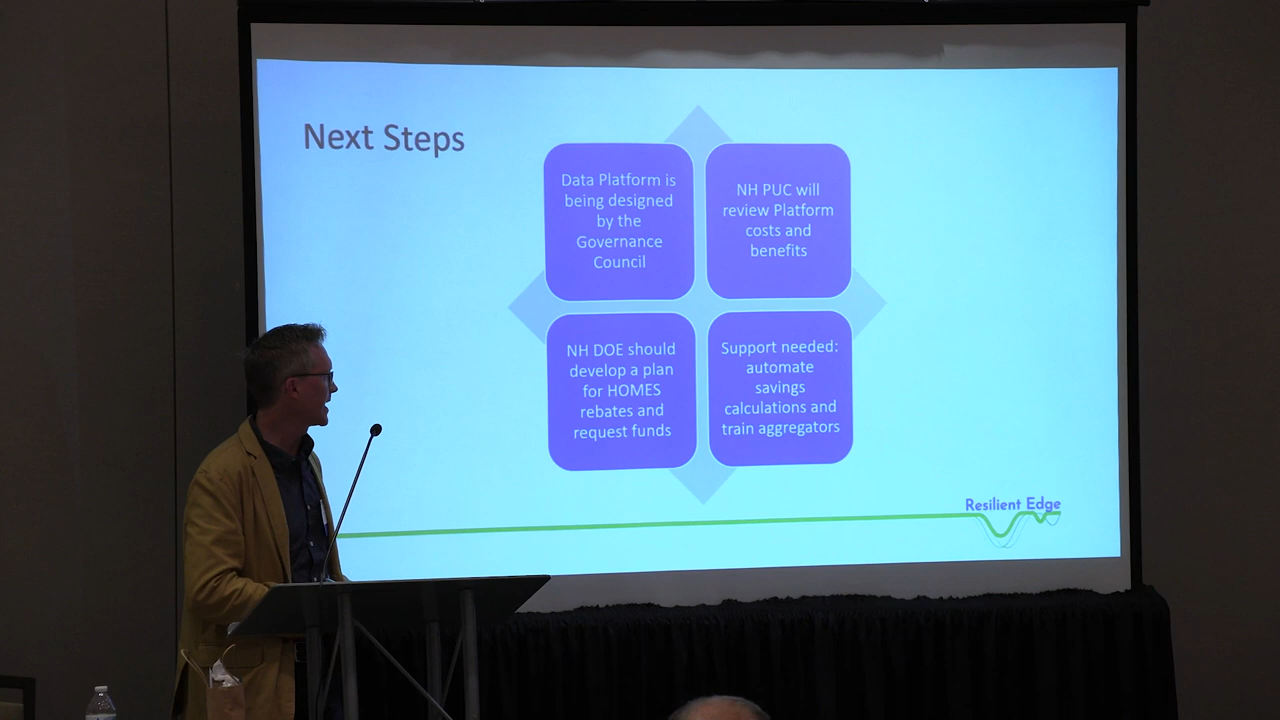 Next Steps
Data Platform is
being designed
by the
Governance
Council
NH PUC will
review Platform
costs and
benefits
NH DOE should
develop a plan
for HOMES
rebates and
request funds
Support needed:
automate
savings
calculations and
train aggregators
Resilient Edge